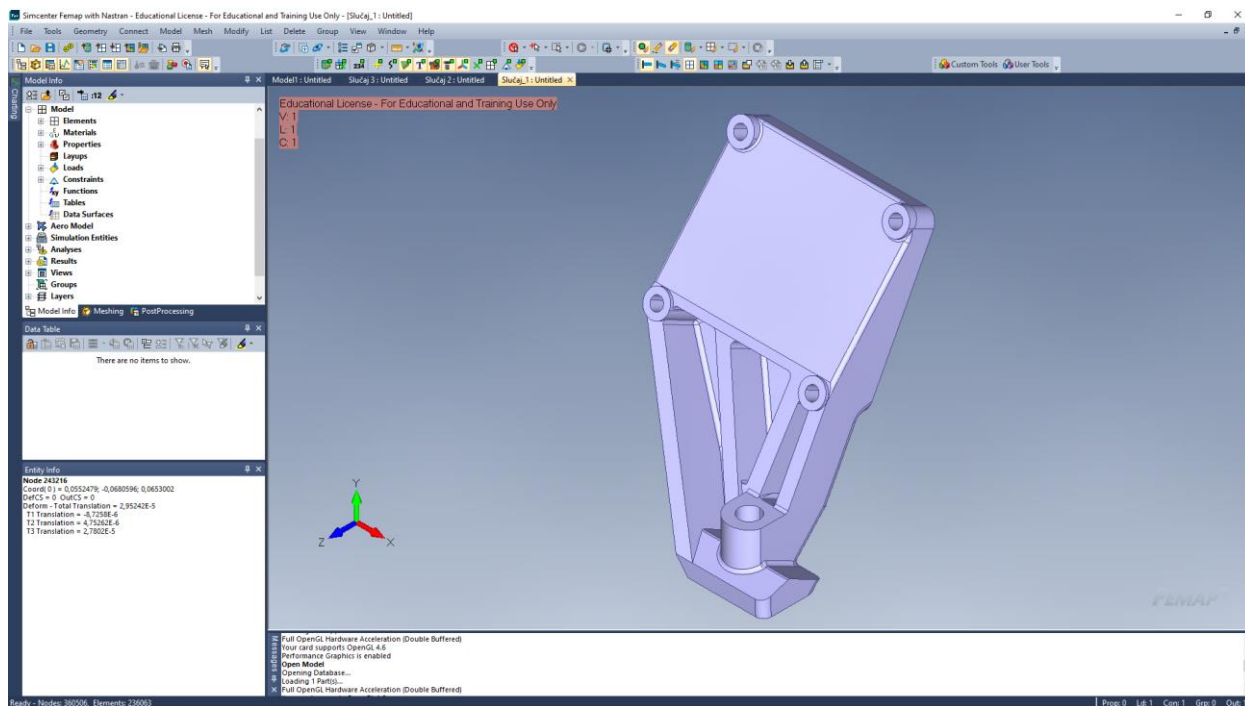 Simcenter Femap with Nastran - Educational License - For Educational and Training Use Only - [Slučaj_1 : Untitled]
File Tools Geometry Connect Model Mesh Modify List Delete Group View Window Help
Custom Tools User Tools
Model Info
Model1 : Untitled Slučaj 3 : Untitled Slučaj 2 : Untitled Slučaj_1 : Untitled
Charting
Model
Elements
Materials
Properties
Layups
Loads
Constraints
Functions
Tables
Data Surfaces
Aero Model
Simulation Entities
Analyses
Results
Views
Groups
Layers
Model Info Meshing PostProcessing
Data Table
There are no items to show.
Entity Info
Node 243216
Coord( 0 ) = 0,0552479; -0,0680596; 0,0653002
DefCS = 0 OutCS = 0
Deform - Total Translation = 2,95242E-5
T1 Translation = -8,7258E-6
T2 Translation = 4,75262E-6
T3 Translation = 2,7802E-5
Educational License - For Educational and Training Use Only
V: 1
L: 1
C: 1
Y
Z
X
FEMAP
Messages
Full OpenGL Hardware Acceleration (Double Buffered)
Your card supports OpenGL 4.6
Performance Graphics is enabled
Open Model
Opening Database...
Loading 1 Part(s)...
Full OpenGL Hardware Acceleration (Double Buffered)
Ready - Nodes: 360506, Elements: 236063
Prop: 0 Ld: 1 Con: 1 Grp: 0 Out: